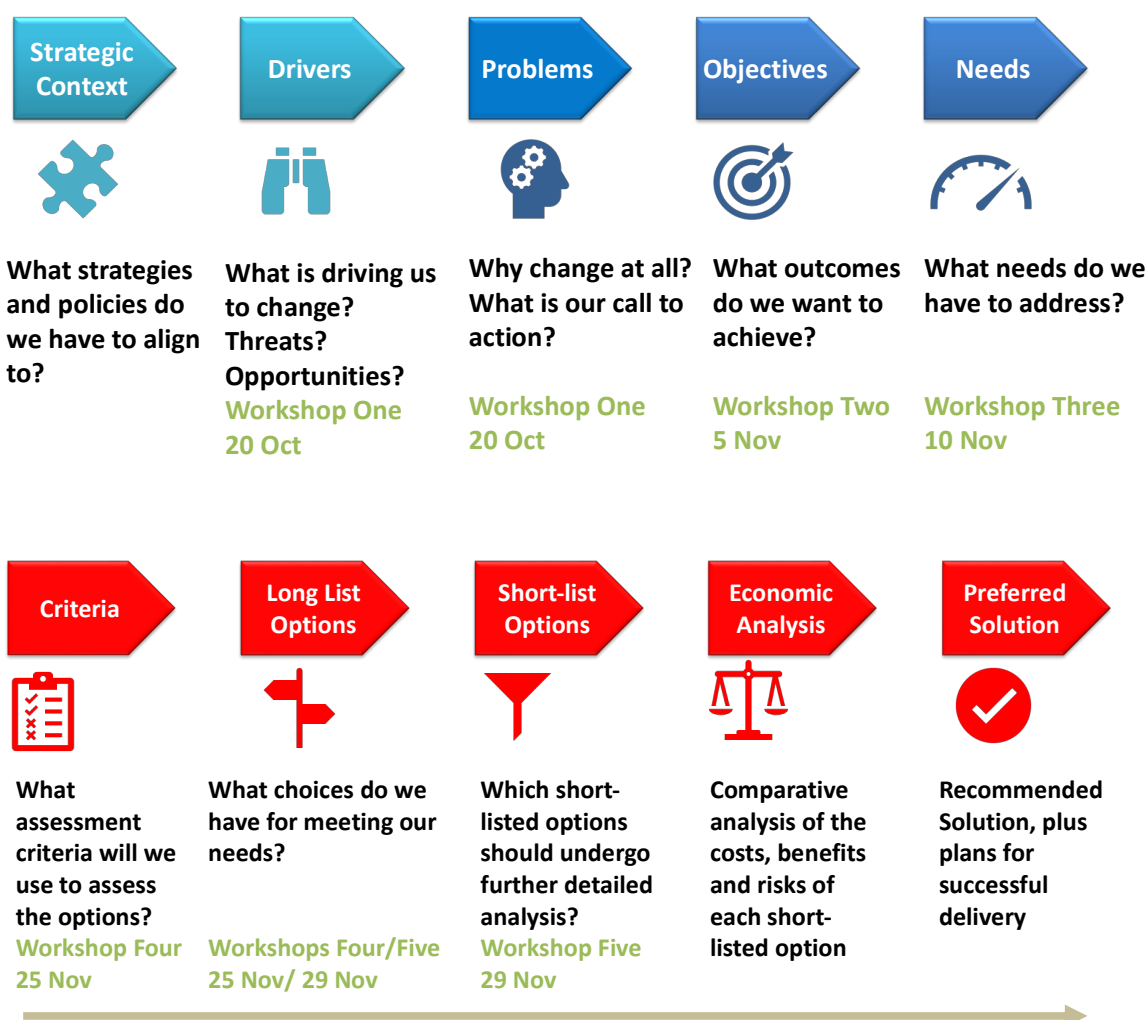 Strategic
Context
Drivers
Problems
Objectives
Needs
What strategies
and policies do
we have to align
to?
What is driving us
to change?
Threats?
Opportunities?
Workshop One
20 Oct
Why change at all?
What is our call to
action?
Workshop One
20 Oct
What outcomes
do we want to
achieve?
Workshop Two
5 Nov
What needs do we
have to address?
Workshop Three
10 Nov
Criteria
Long List
Options
Short-list
Options
Economic
Analysis
Preferred
Solution
What
assessment
criteria will we
use to assess
the options?
Workshop Four
25 Nov
What choices do we
have for meeting our
needs?
Workshops Four/Five
25 Nov/ 29 Nov
Which short-
listed options
should undergo
further detailed
analysis?
Workshop Five
29 Nov
Comparative
analysis of the
costs, benefits
and risks of
each short-
listed option
Recommended
Solution, plus
plans for
successful
delivery